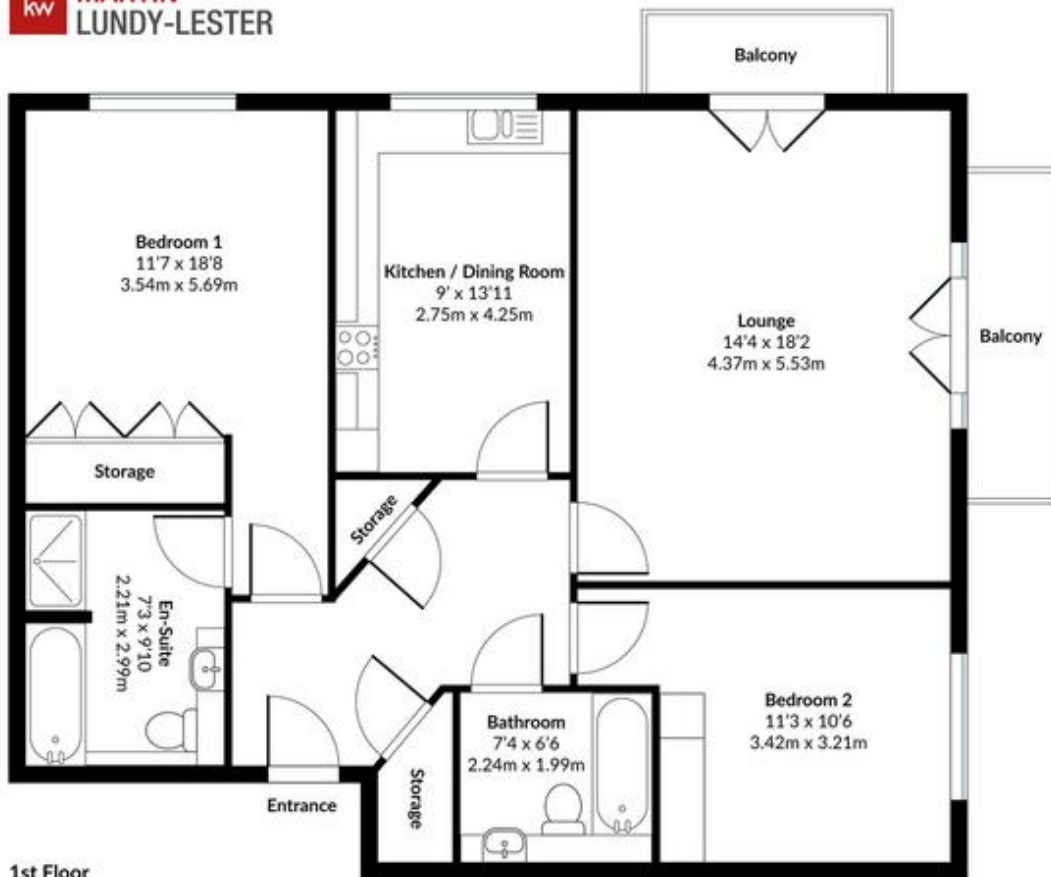 kw
MARTIN
LUNDY-LESTER
Balcony
Bedroom 1
11'7 x 18'8
3.54m x 5.69m
Kitchen / Dining Room
9' x 13'11
2.75m x 4.25m
Lounge
14'4 x 18'2
4.37m x 5.53m
Balcony
Storage
Storage
En-Suite
7'3 x 9'10
2.21m x 2.99m
Bedroom 2
11'3 x 10'6
3.42m x 3.21m
Bathroom
7'4 x 6'6
2.24m x 1.99m
Storage
Entrance
1st Floor